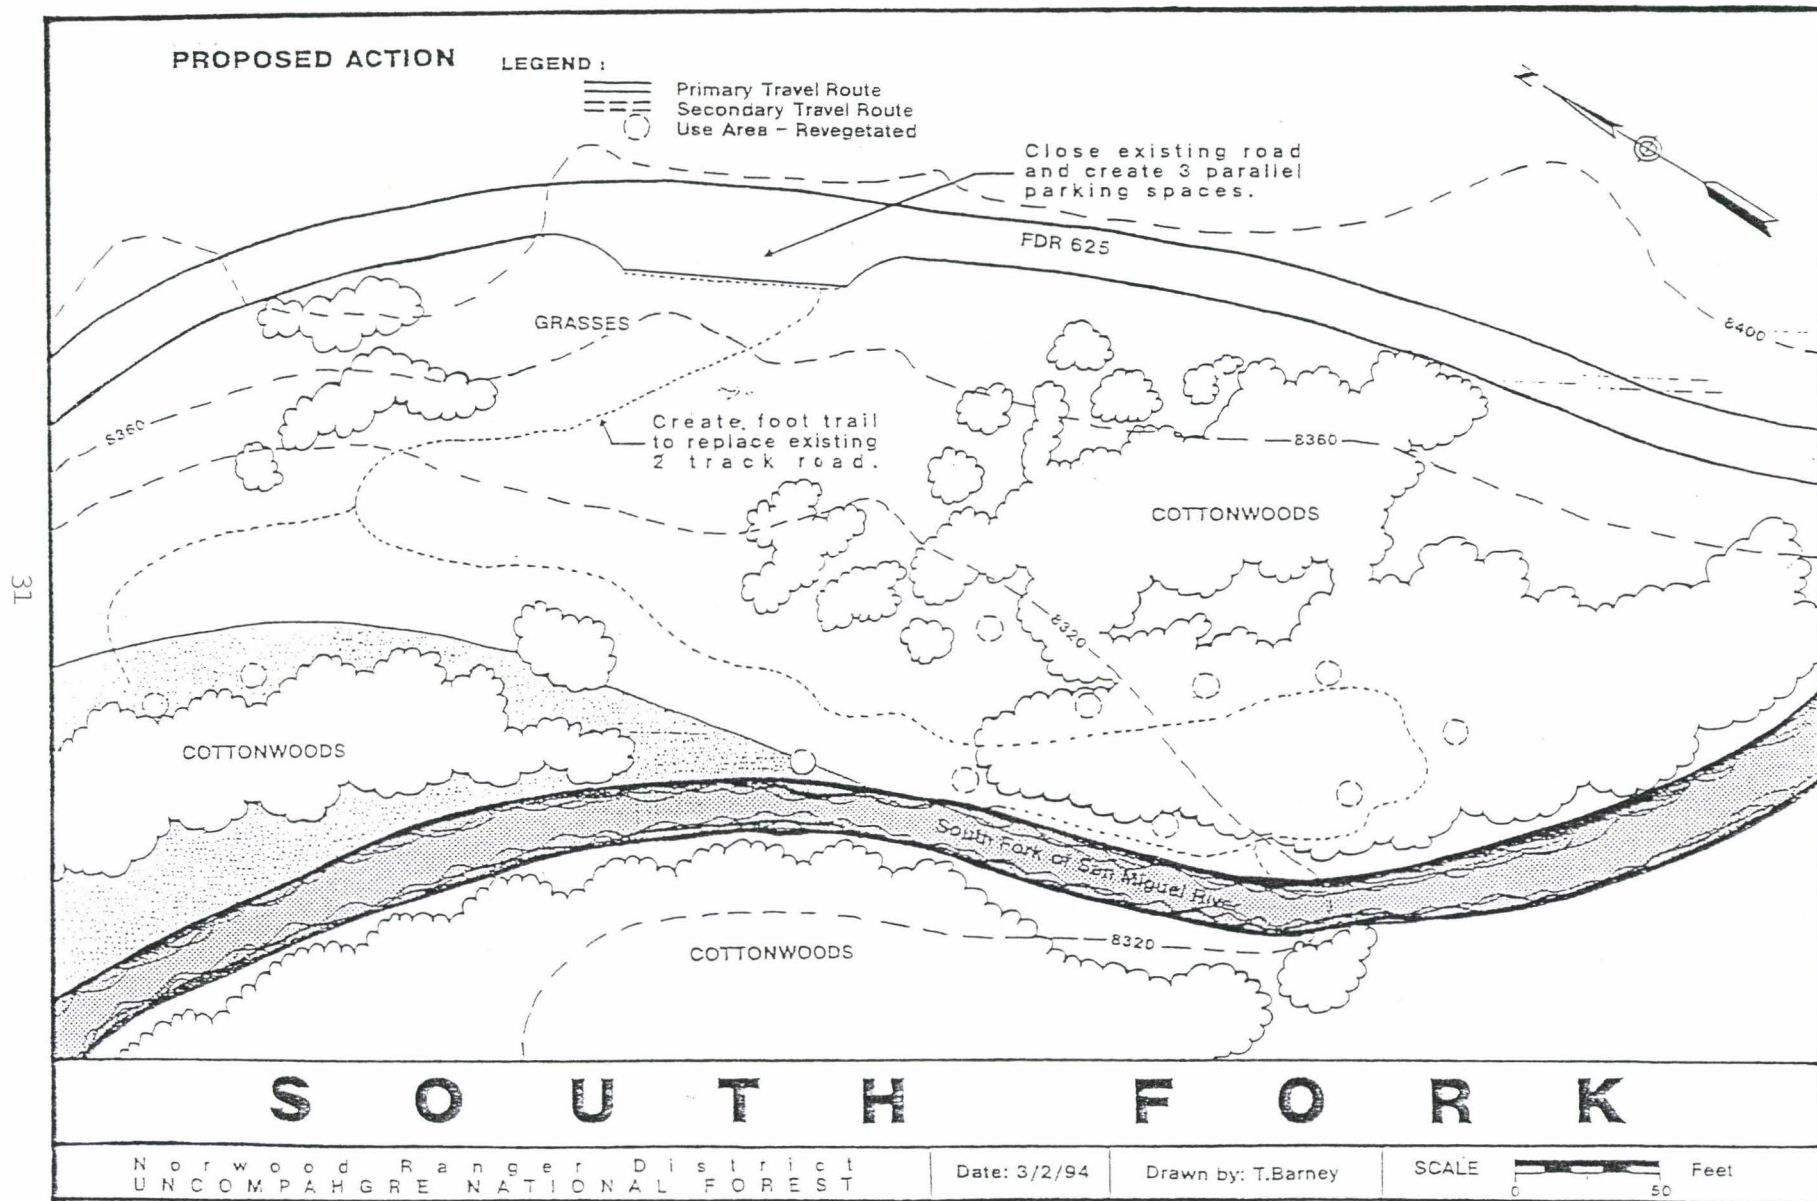 PROPOSED ACTION
LEGEND :
Primary Travel Route
Secondary Travel Route
Use Area - Revegetated
Close existing road
and create 3 parallel
parking spaces.
N
FDR 625
GRASSES
8400
8360
Create foot trail
to replace existing
2 track road.
8360
COTTONWOODS
31
8320
COTTONWOODS
South Fork of San Miguel Rive
8320
COTTONWOODS
SOUTH FORK
Norwood Ranger District
UNCOMPAHGRE NATIONAL FOREST
Date: 3/2/94
Drawn by: T.Barney
SCALE
0
50
Feet